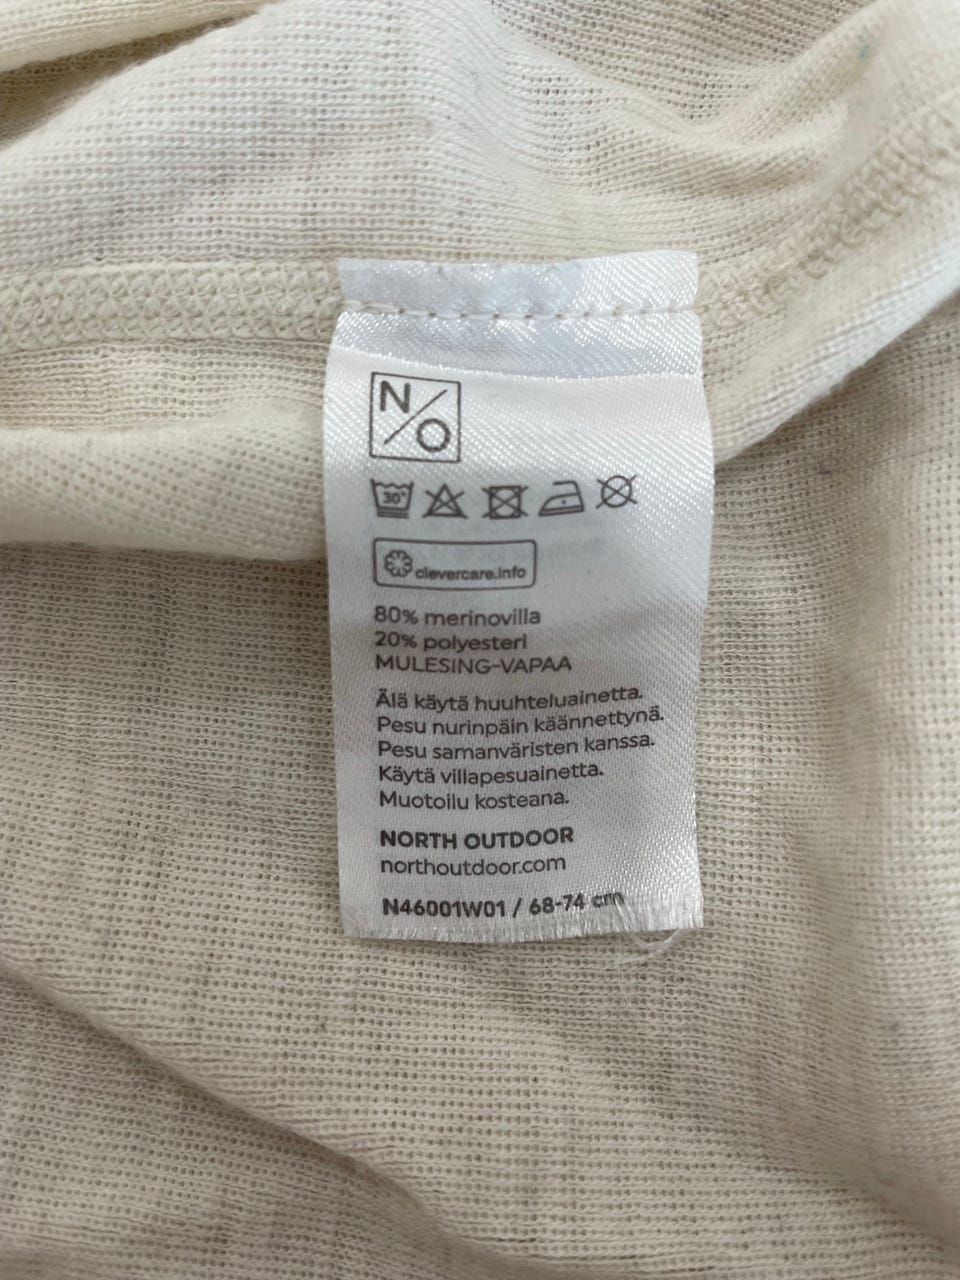 N/O
30°
clevercare.info
80% merinovilla
20% polyesteri
MULESING-VAPAA
Älä käytä huuhteluainetta.
Pesu nurinpäin käännettynä.
Pesu samanväristen kanssa.
Käytä villapesuainetta.
Muotoilu kosteana.
NORTH OUTDOOR
northoutdoor.com
N46001W01 / 68-74 cm